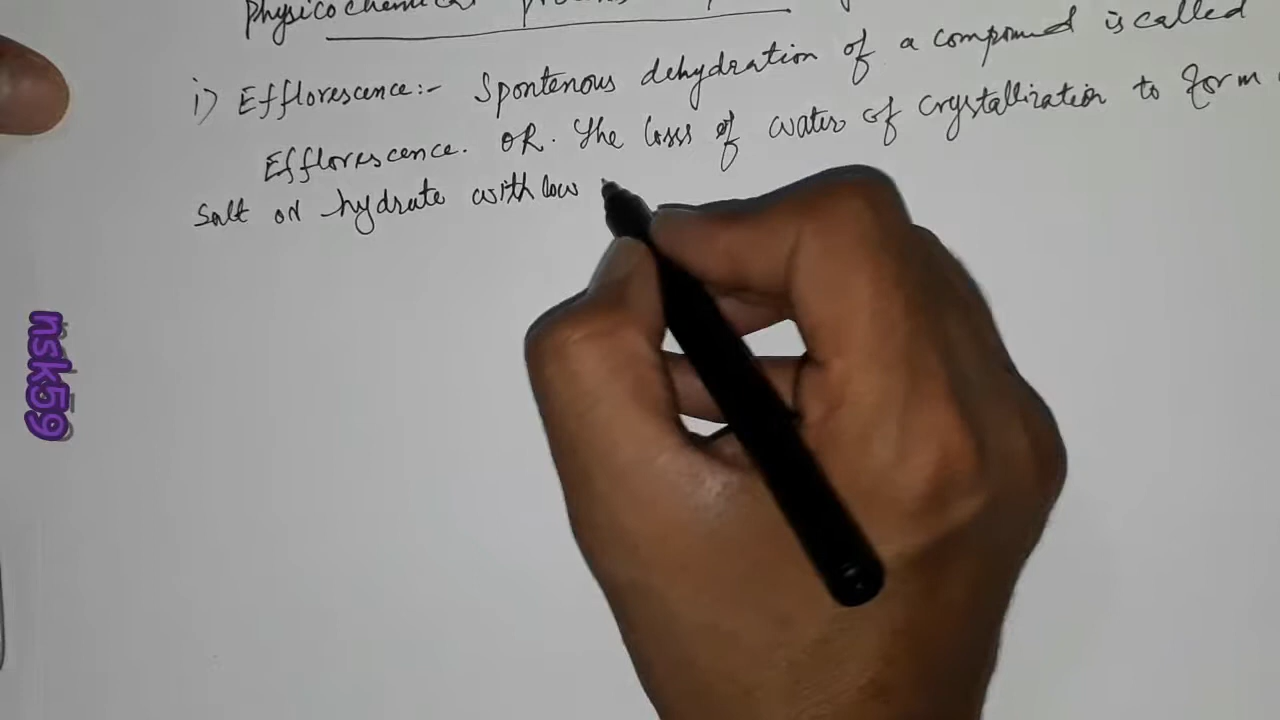 Physicochemical
i) Efflorescence:- Spontenous dehydration of a compound is called
Efflorescence. OR. The loss of water of crystallization to form
Salt or hydrate with low
nsk59